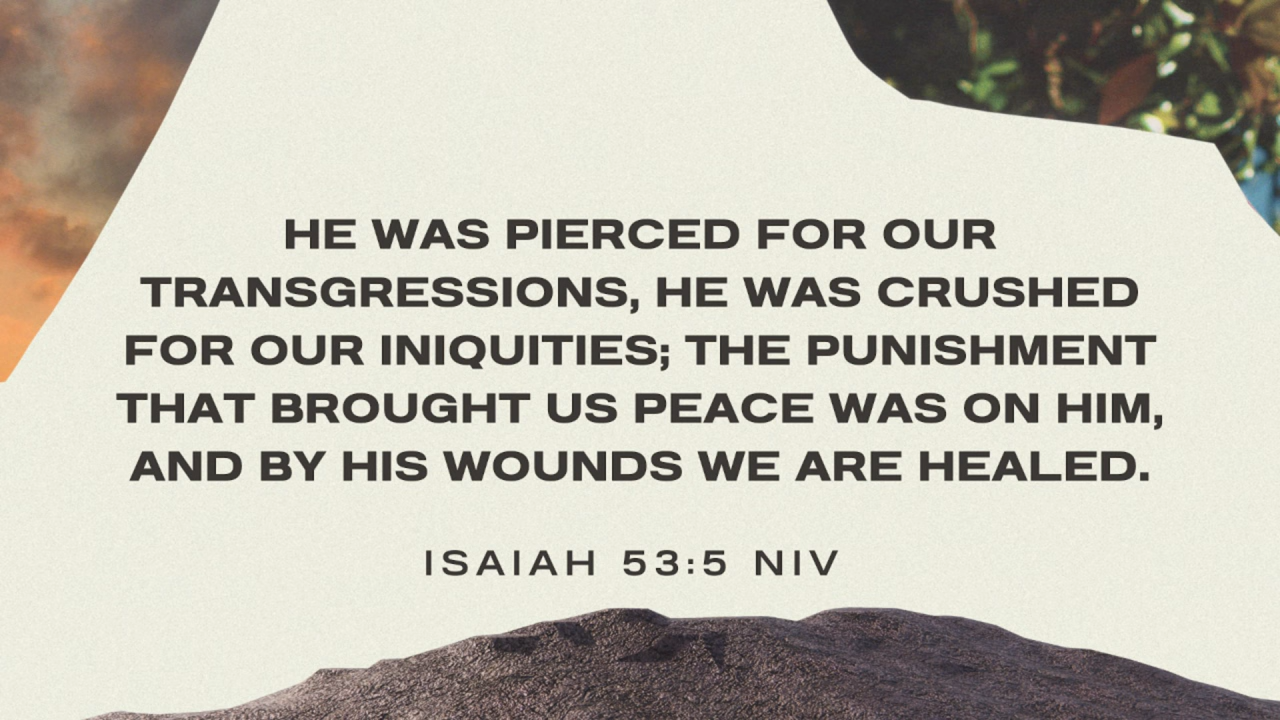 HE WAS PIERCED FOR OUR
TRANSGRESSIONS, HE WAS CRUSHED
FOR OUR INIQUITIES; THE PUNISHMENT
THAT BROUGHT US PEACE WAS ON HIM,
AND BY HIS WOUNDS WE ARE HEALED.
ISAIAH 53:5 NIV